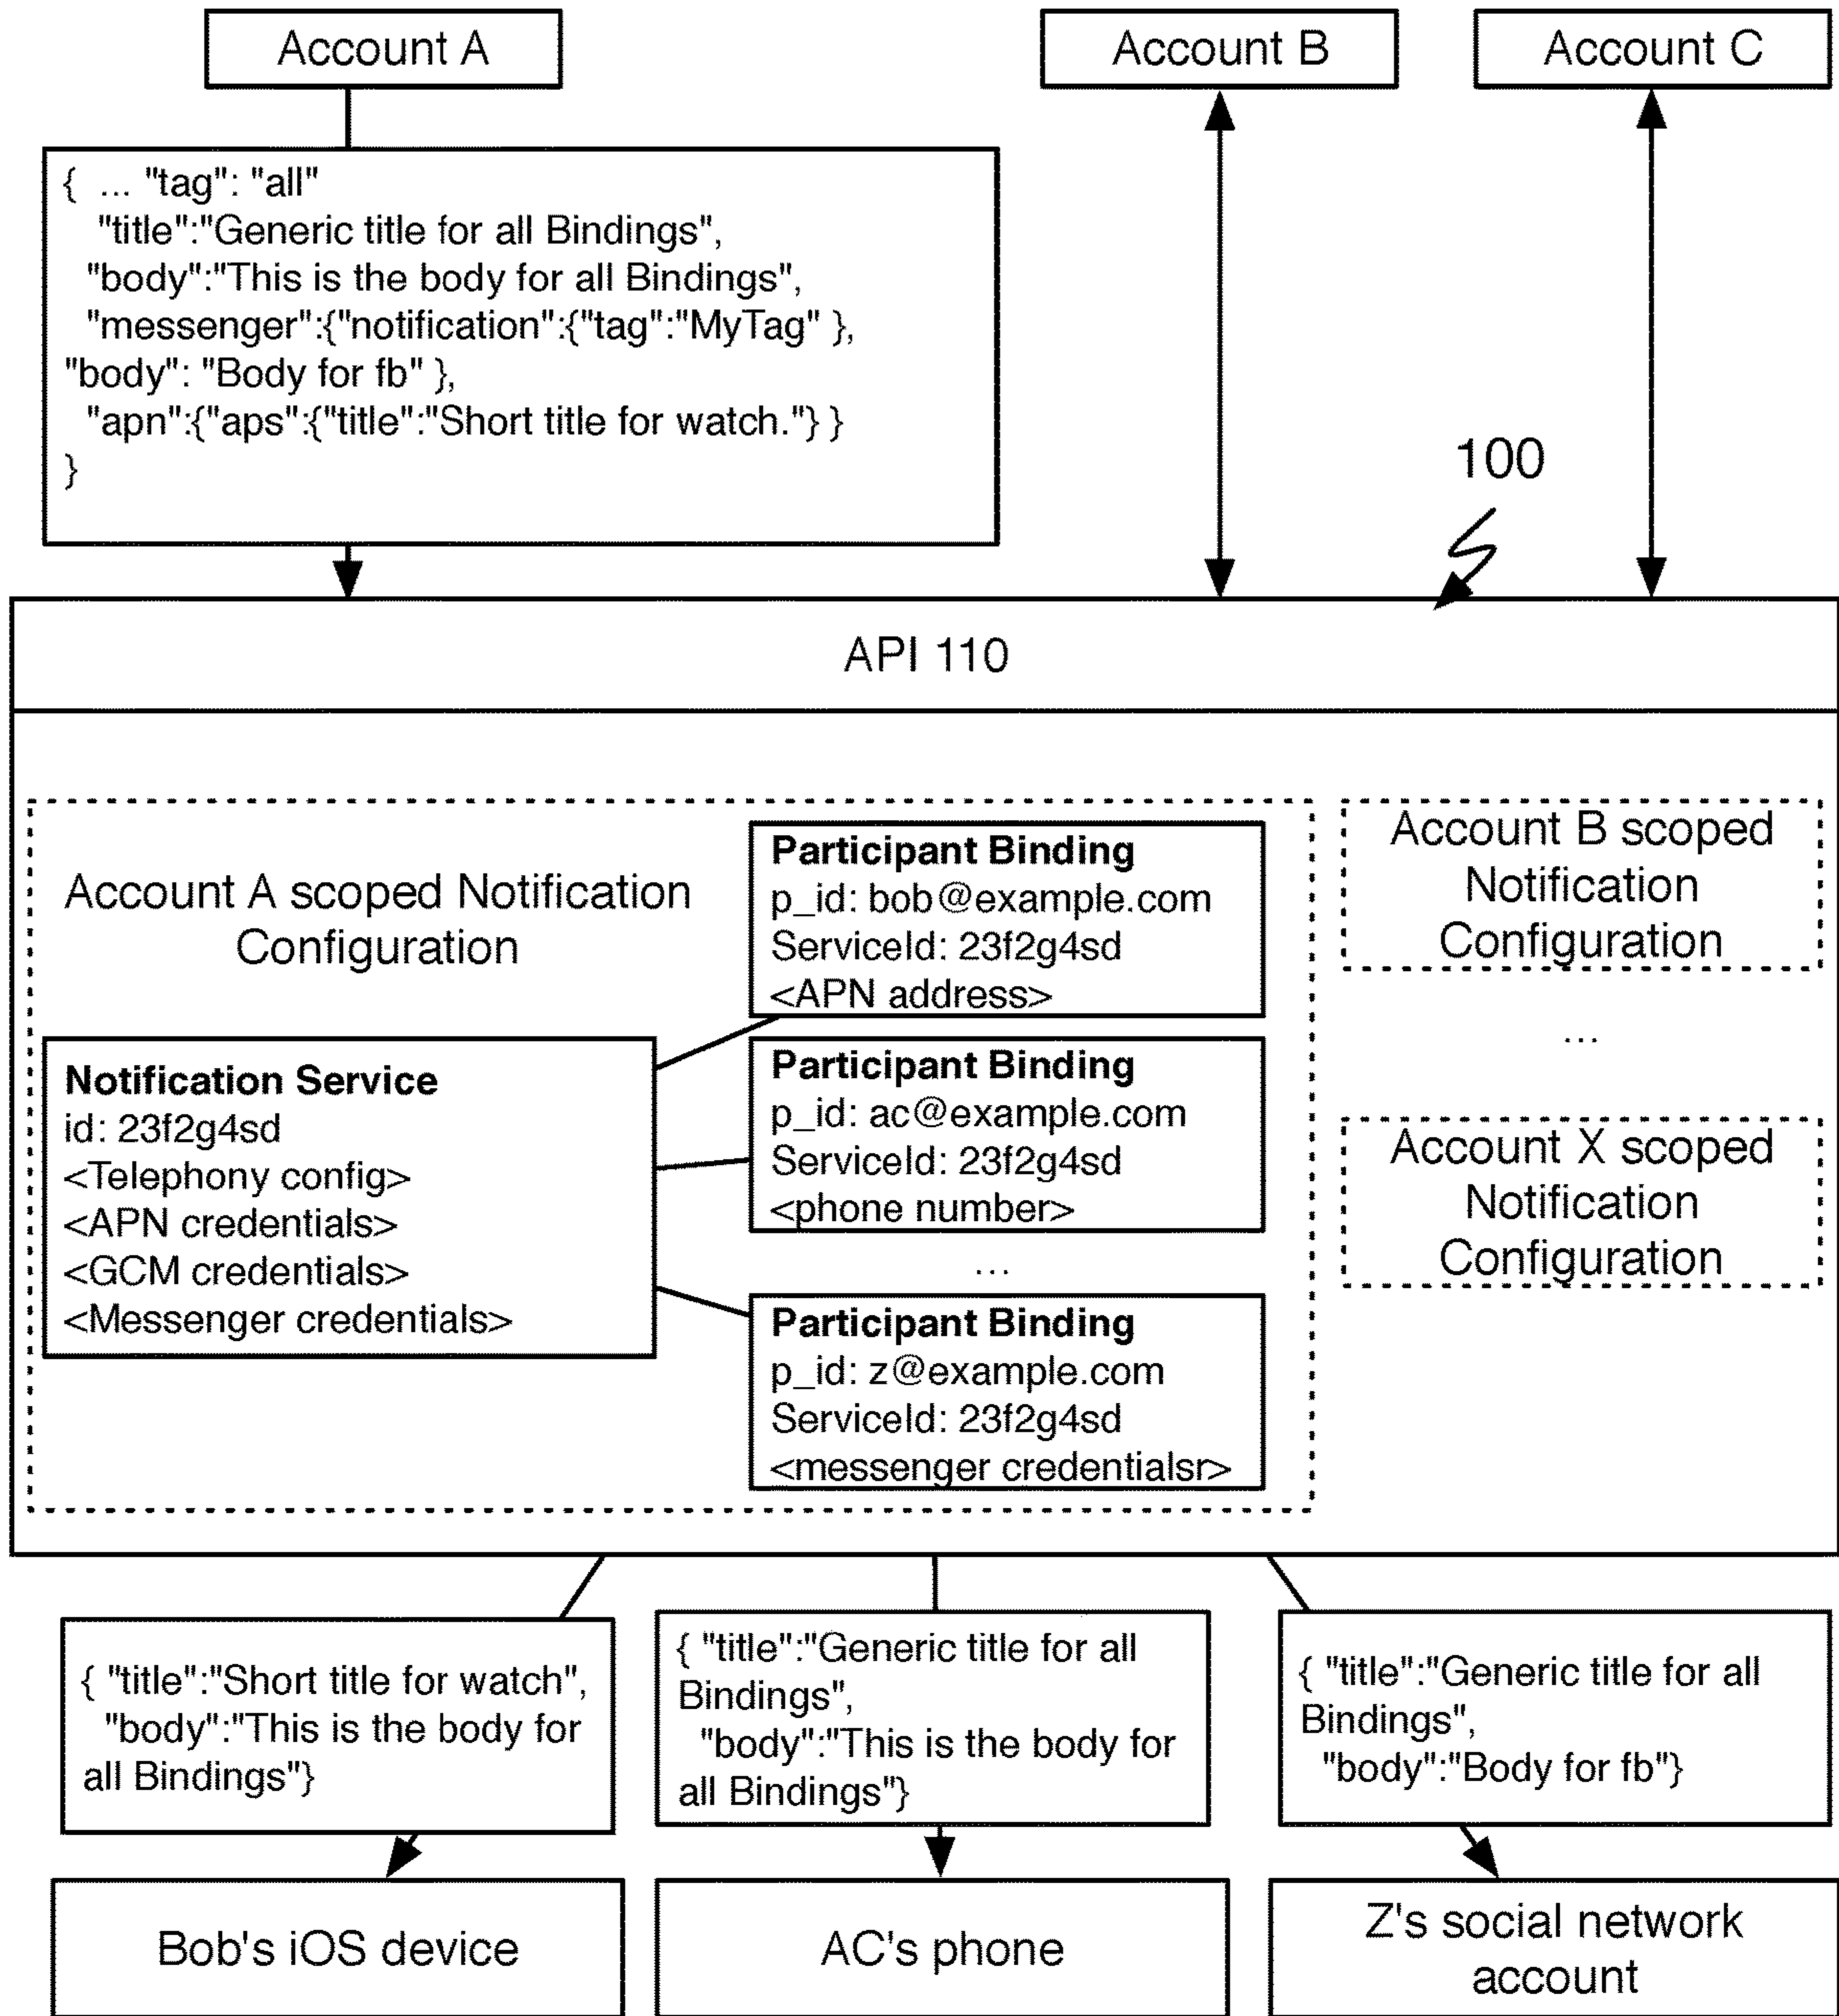 Account A
Account B
Account C
{ ... "tag": "all"
"title":"Generic title for all Bindings",
"body":"This is the body for all Bindings",
"messenger":{"notification":{"tag":"MyTag" },
"body": "Body for fb" },
"apn":{"aps":{"title":"Short title for watch."} }
}
100
API 110
Account A scoped Notification
Configuration
Notification Service
id: 23f2g4sd
<Telephony config>
<APN credentials>
<GCM credentials>
<Messenger credentials>
Participant Binding
p_id: bob@example.com
ServiceId: 23f2g4sd
<APN address>
Participant Binding
p_id: ac@example.com
ServiceId: 23f2g4sd
<phone number>
...
Participant Binding
p_id: z@example.com
ServiceId: 23f2g4sd
<messenger credentialsr>
Account B scoped
Notification
Configuration
...
Account X scoped
Notification
Configuration
{ "title":"Short title for watch",
"body":"This is the body for
all Bindings"}
{ "title":"Generic title for all
Bindings",
"body":"This is the body for
all Bindings"}
{ "title":"Generic title for all
Bindings",
"body":"Body for fb"}
Bob's iOS device
AC's phone
Z's social network
account